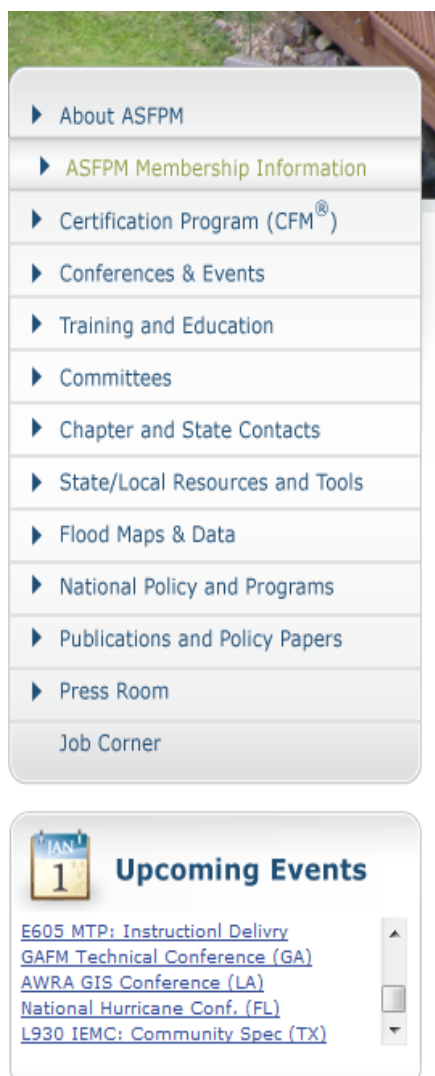 About ASFPM
ASFPM Membership Information
Certification Program (CFM®)
Conferences & Events
Training and Education
Committees
Chapter and State Contacts
State/Local Resources and Tools
Flood Maps & Data
National Policy and Programs
Publications and Policy Papers
Press Room
Job Corner
JAN
1
Upcoming Events
E605 MTP: Instructionl Delivry
GAFM Technical Conference (GA)
AWRA GIS Conference (LA)
National Hurricane Conf. (FL)
L930 IEMC: Community Spec (TX)